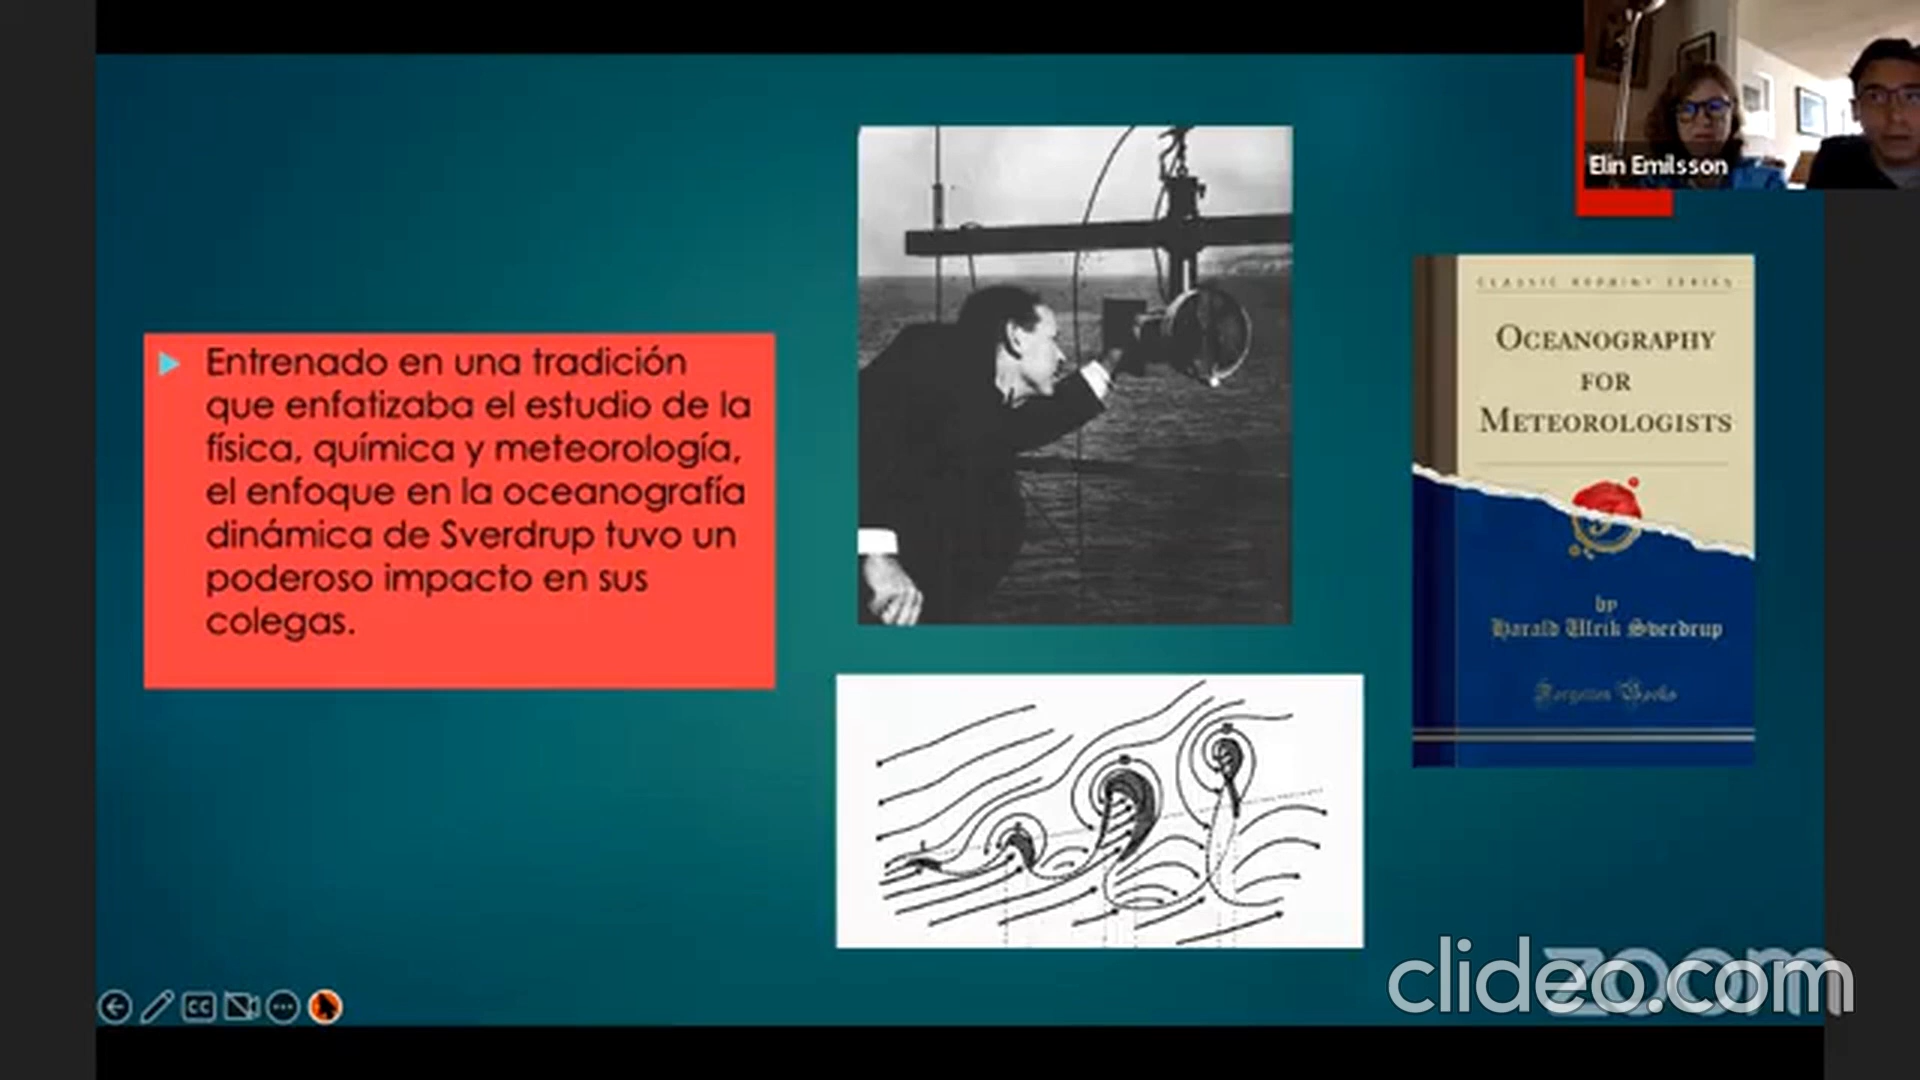 Elin Emilsson
Entrenado en una tradición
que enfatizaba el estudio de la
física, química y meteorología,
el enfoque en la oceanografía
dinámica de Sverdrup tuvo un
poderoso impacto en sus
colegas.
CLASSIC REPRINT SERIES
OCEANOGRAPHY
FOR
METEOROLOGISTS
by
Harald Ulrik Sverdrup
Forgotten Books
CC
zoom
clideo.com